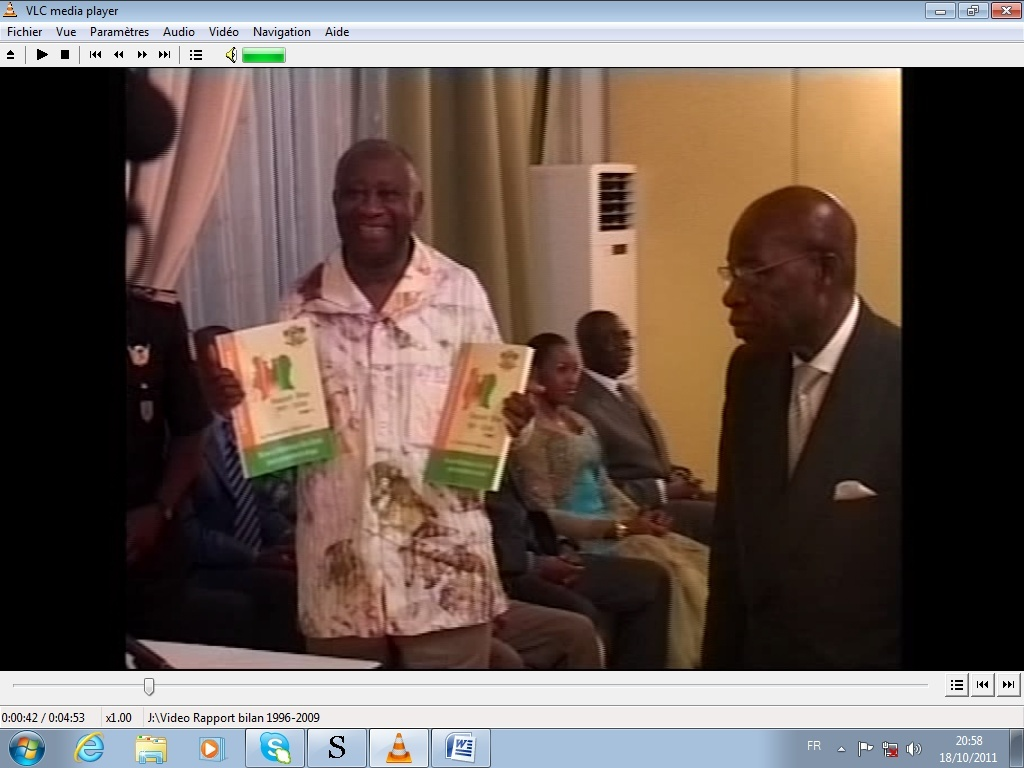 VLC media player
Fichier Vue Paramètres Audio Vidéo Navigation Aide
0:00:42 / 0:04:53 x1.00 J:\Video Rapport bilan 1996-2009
S
W
FR
20:58
18/10/2011